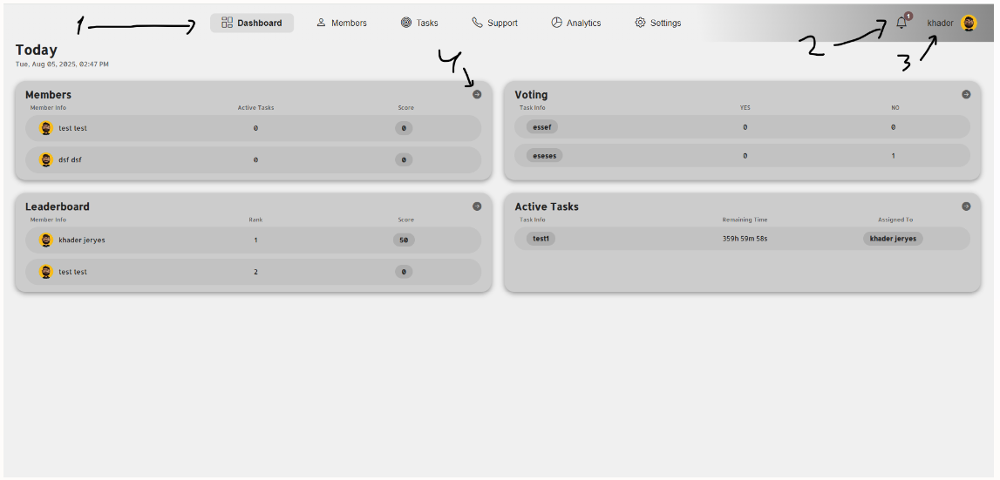 1 Dashboard Members Tasks Support Analytics Settings 2 1 khader
Today
Tue, Aug 05, 2025, 02:47 PM
4
3
Members
Member Info Active Tasks Score
test test 0 0
dsf dsf 0 0
Voting
Task Info YES NO
essef 0 0
eseses 0 1
Leaderboard
Member Info Rank Score
khader jeryes 1 50
test test 2 0
Active Tasks
Task Info Remaining Time Assigned To
test1 359h 59m 58s khader jeryes